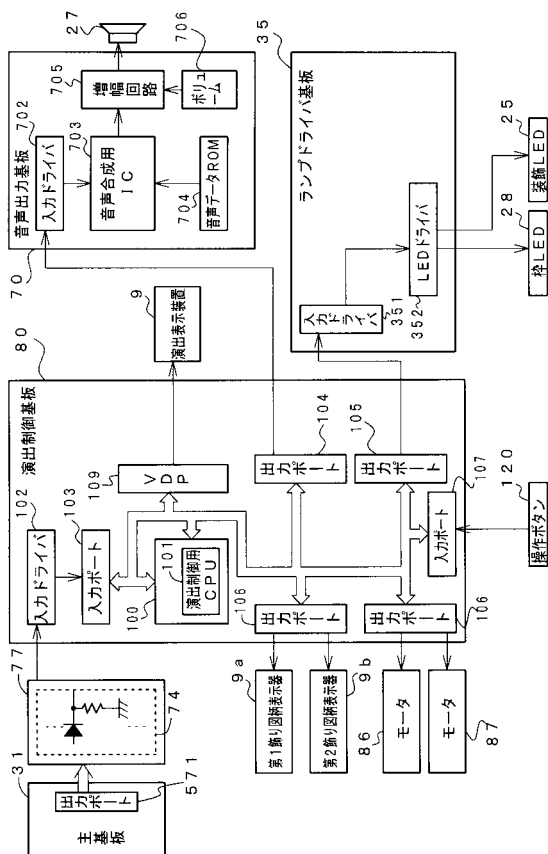 31
主基板
出力ポート
571
77
74
80
演出制御基板
102
入力ドライバ
103
入力ポート
109
VDP
100
101
演出制御用
CPU
9
演出表示装置
104
出力ポート
105
出力ポート
107
入力ポート
120
操作ボタン
106
出力ポート
106
出力ポート
9a
第1飾り図柄表示器
9b
第2飾り図柄表示器
86
モータ
87
モータ
70
音声出力基板
702
入力ドライバ
703
音声合成用
IC
704
音声データROM
705
増幅回路
706
ボリューム
27
35
ランプドライバ基板
351
入力ドライバ
352
LEDドライバ
28
枠LED
25
装飾LED